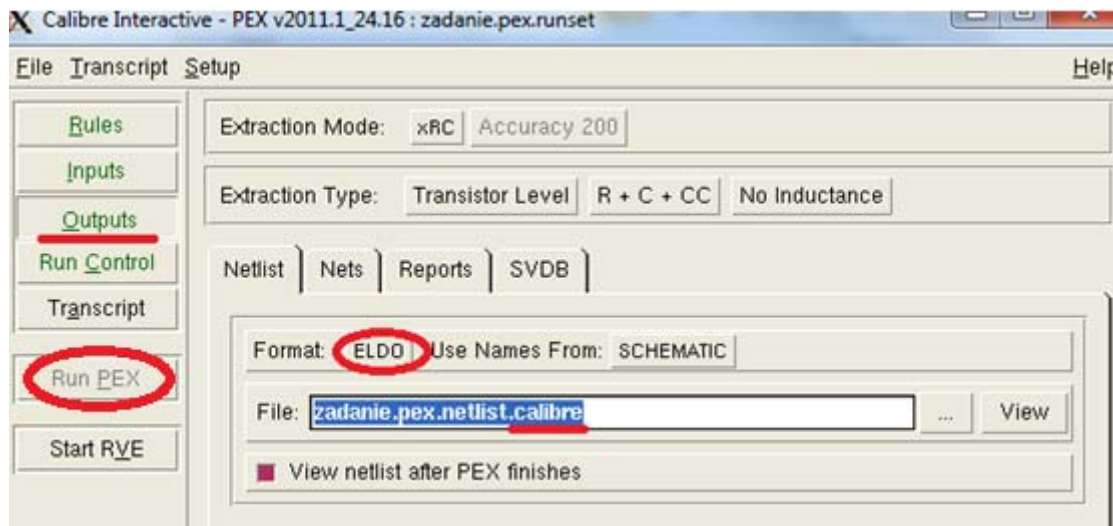 Calibre Interactive - PEX v2011.1_24.16 : zadanie.pex.runset
File Transcript Setup Help
Rules
Inputs
Outputs
Run Control
Transcript
Run PEX
Start RVE
Extraction Mode: xRC Accuracy 200
Extraction Type: Transistor Level R + C + CC No Inductance
Netlist Nets Reports SVDB
Format: ELDO Use Names From: SCHEMATIC
File: zadanie.pex.netlist.calibre ... View
View netlist after PEX finishes